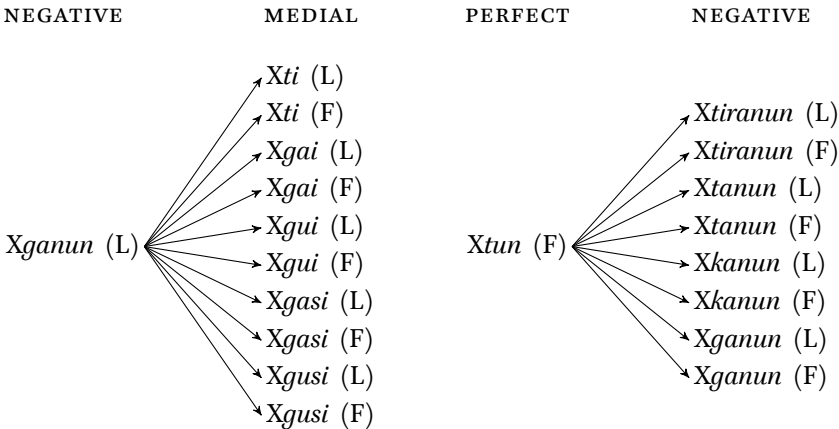 NEGATIVE MEDIAL PERFECT NEGATIVE
Xti (L)
Xti (F) Xtiranun (L)
Xgai (L) Xtiranun (F)
Xgai (F) Xtanun (L)
Xgui (L) Xtanun (F)
Xganun (L) Xtun (F)
Xgui (F) Xkanun (L)
Xgasi (L) Xkanun (F)
Xgasi (F) Xganun (L)
Xgusi (L) Xganun (F)
Xgusi (F)